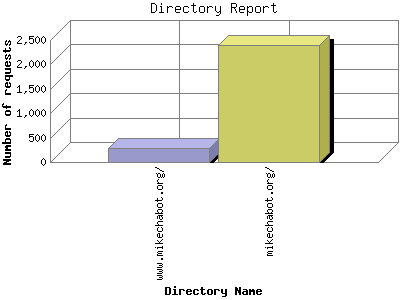 Directory Report
Number of requests
2,500
2,000
1,500
1,000
500
0
www.mikechabot.org/
mikechabot.org/
Directory Name